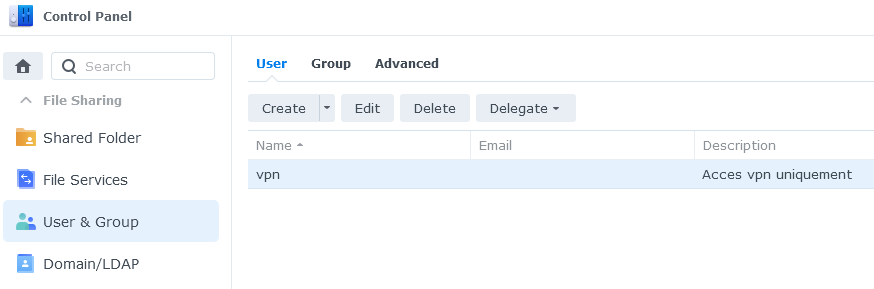 Control Panel
Search
File Sharing
Shared Folder
File Services
User & Group
Domain/LDAP
User Group Advanced
Create Edit Delete Delegate
Name Email Description
vpn Acces vpn uniquement